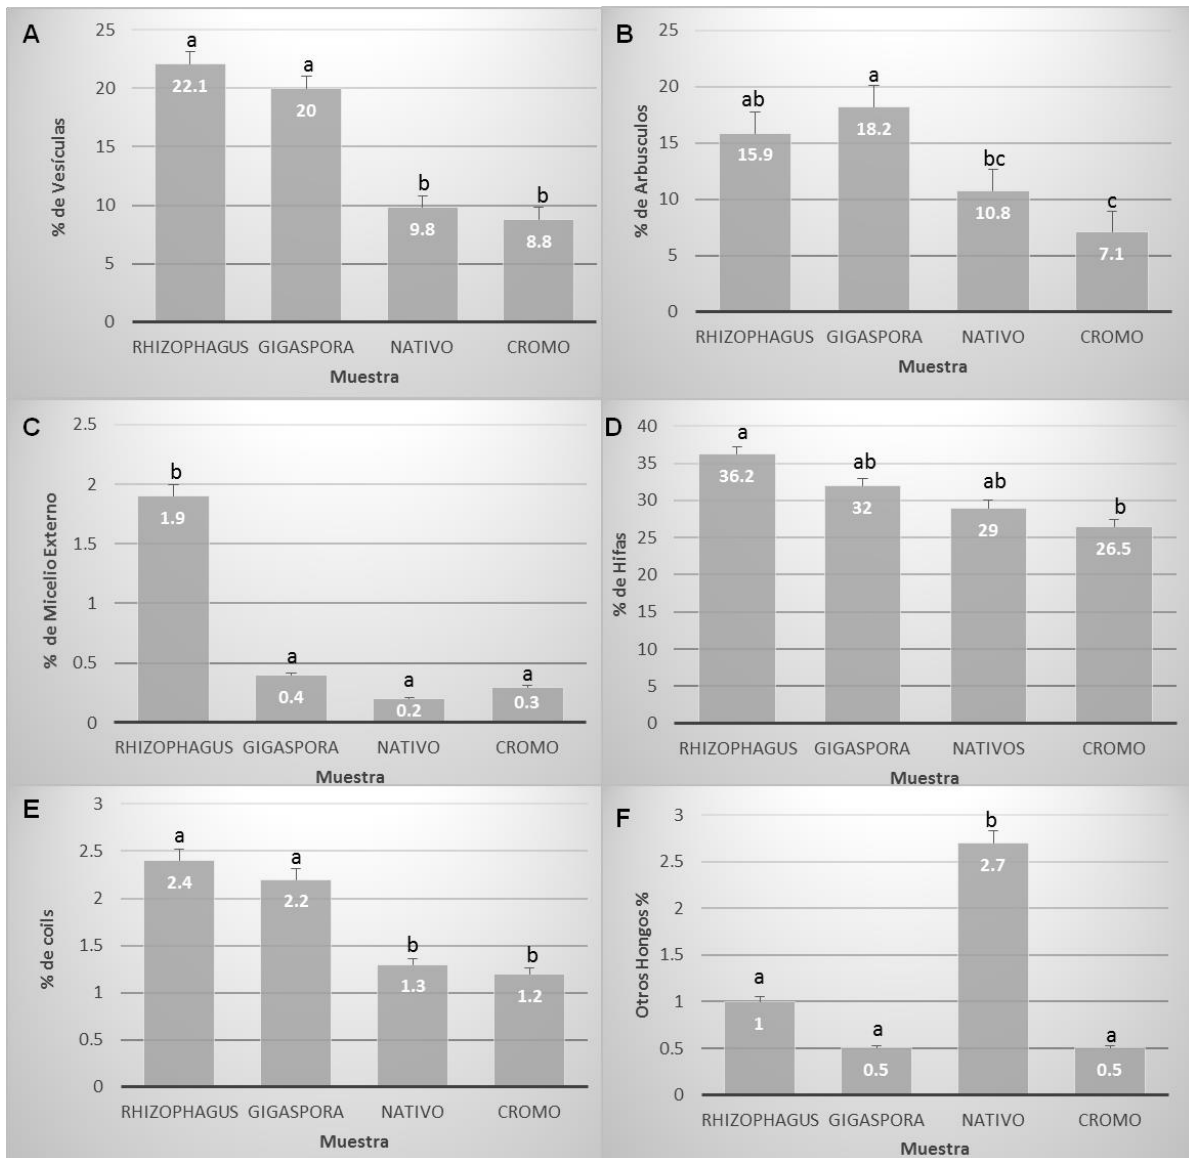 A
25
20
15
10
5
0
% de Vesículas
a
a
b
b
22.1
20
9.8
8.8
RHIZOPHAGUS GIGASPORA NATIVO CROMO
Muestra
B
25
20
15
10
5
0
% de Arbusculos
ab
a
bc
c
15.9
18.2
10.8
7.1
RHIZOPHAGUS GIGASPORA NATIVO CROMO
Muestra
C
2.5
2
1.5
1
0.5
0
% de Micelio Externo
b
a
a
a
1.9
0.4
0.2
0.3
RHIZOPHAGUS GIGASPORA NATIVO CROMO
Muestra
D
40
35
30
25
20
15
10
5
0
% de Hifas
a
ab
ab
b
36.2
32
29
26.5
RHIZOPHAGUS GIGASPORA NATIVOS CROMO
Muestra
E
3
2.5
2
1.5
1
0.5
0
% de coils
a
a
b
b
2.4
2.2
1.3
1.2
RHIZOPHAGUS GIGASPORA NATIVO CROMO
Muestra
F
3
2.5
2
1.5
1
0.5
0
Otros Hongos %
a
a
b
a
1
0.5
2.7
0.5
RHIZOPHAGUS GIGASPORA NATIVO CROMO
Muestra